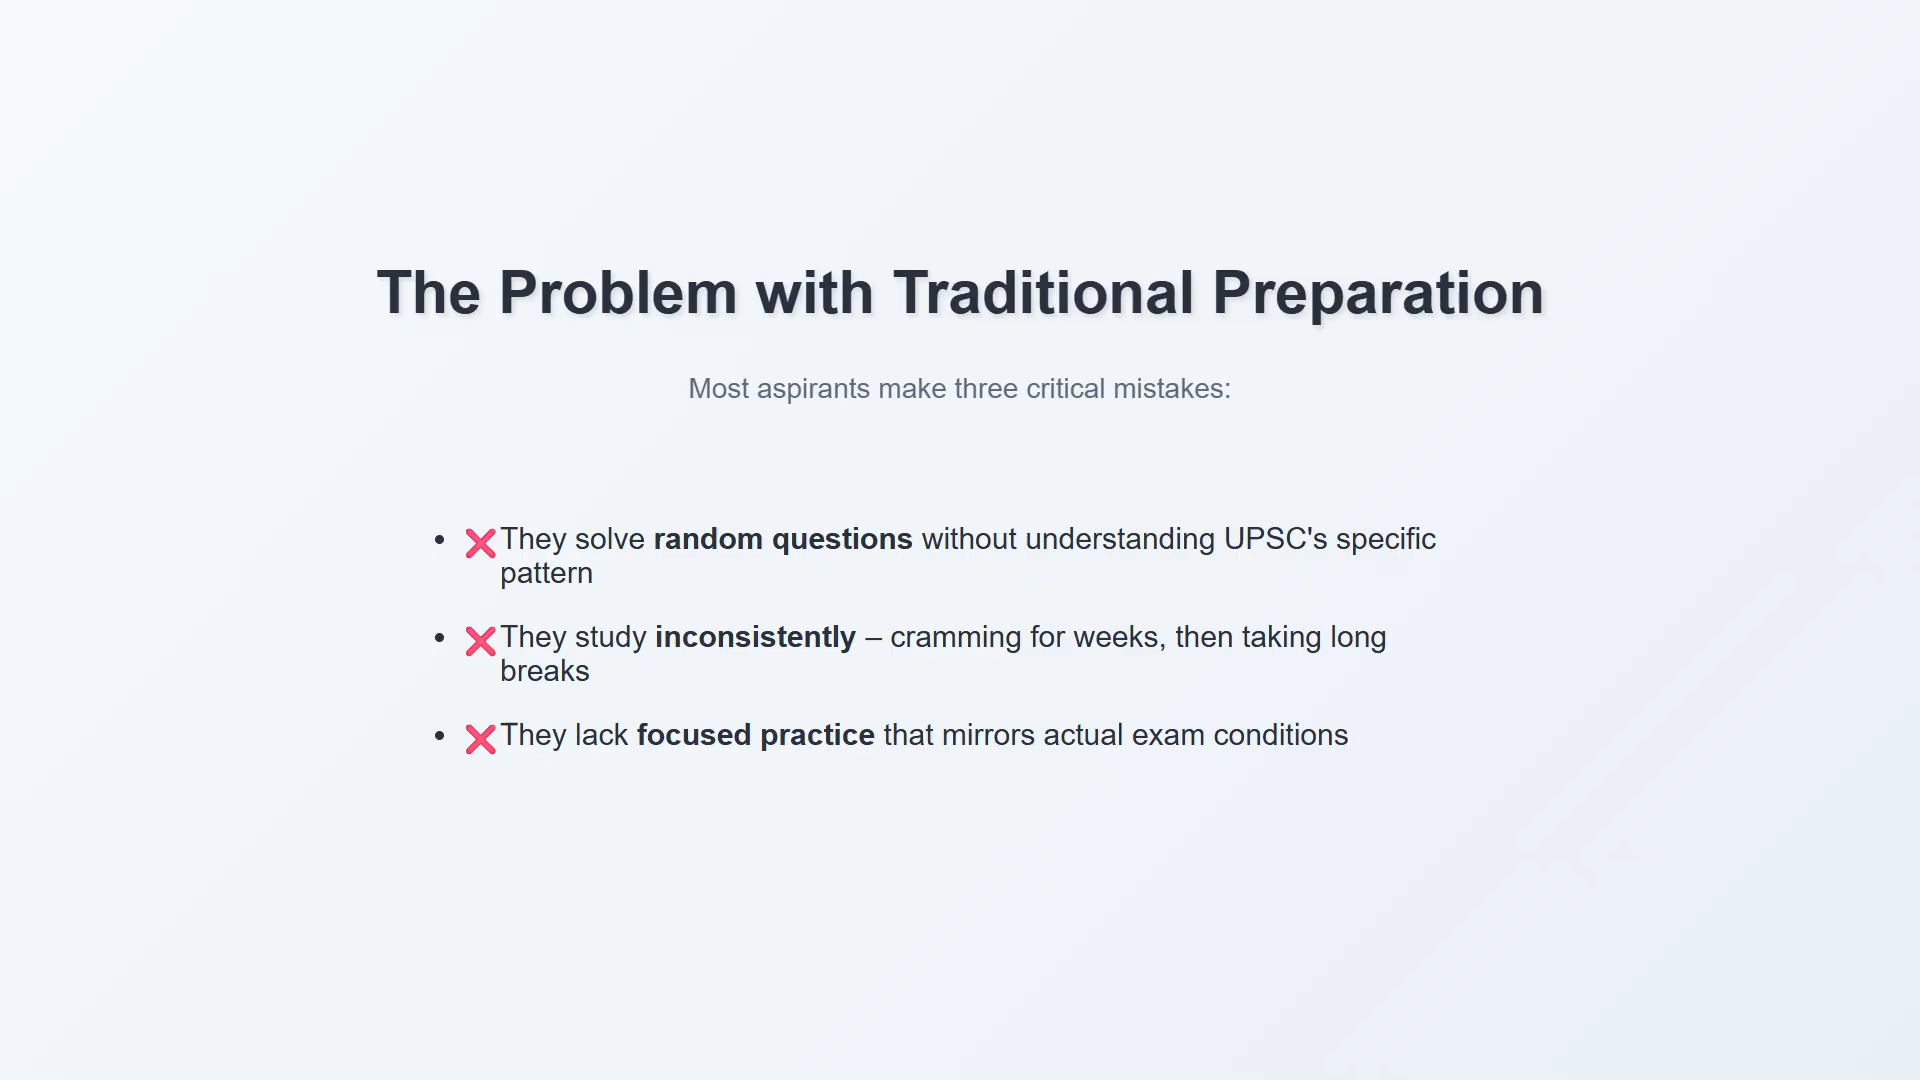 The Problem with Traditional Preparation
Most aspirants make three critical mistakes:
• ❌ They solve random questions without understanding UPSC's specific
pattern
• ❌ They study inconsistently – cramming for weeks, then taking long
breaks
• ❌ They lack focused practice that mirrors actual exam conditions